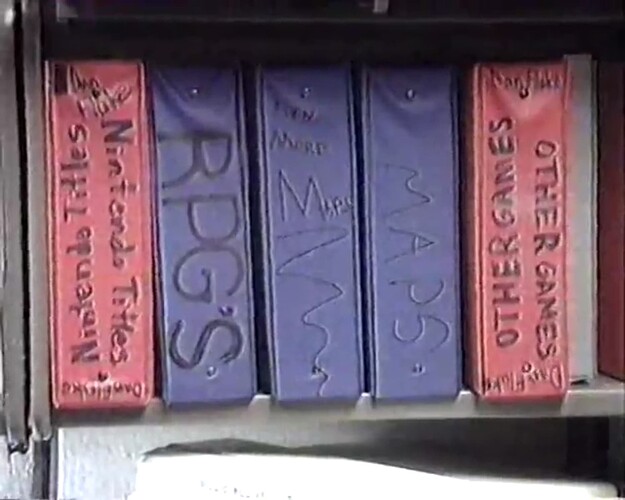 Dan Flake
Nintendo Titles
Nintendo Titles
Dan Flake
RPG'S
EVEN
MORE
MAPS
MAPS
Dan Flake
OTHER GAMES
OTHER GAMES
Dan Flake